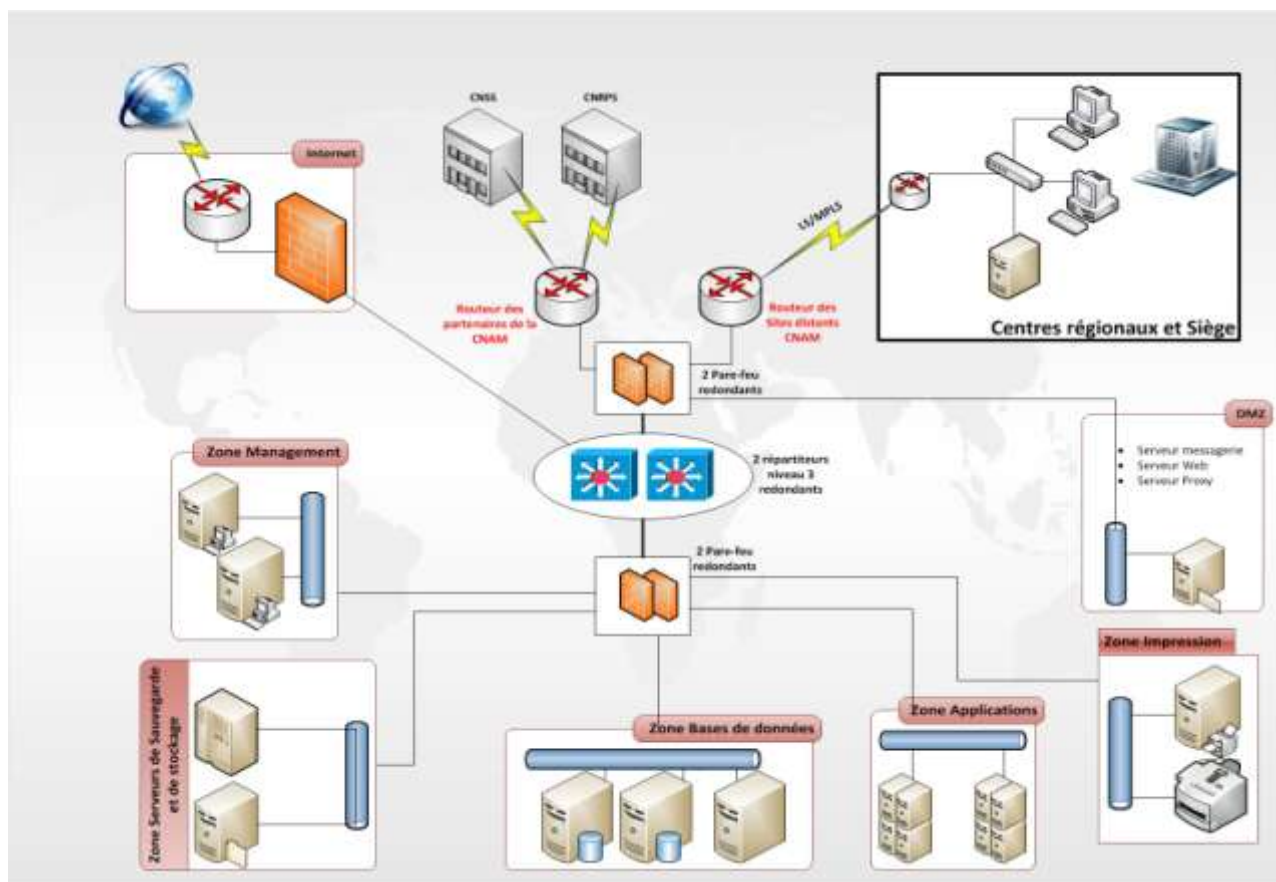 CNSS
CNRPS
Internet
LS/MPLS
Routeur des
partenaires de la
CNAM
Routeur des
Sites distants
CNAM
Centres régionaux et Siège
2 Pare-feu
redondants
DMZ
• Serveur messagerie
• Serveur Web
• Serveur Proxy
Zone Management
2 répartiteurs
niveau 3
redondants
2 Pare-feu
redondants
Zone Impression
Zone Serveurs de Sauvegarde
et de stockage
Zone Bases de données
Zone Applications